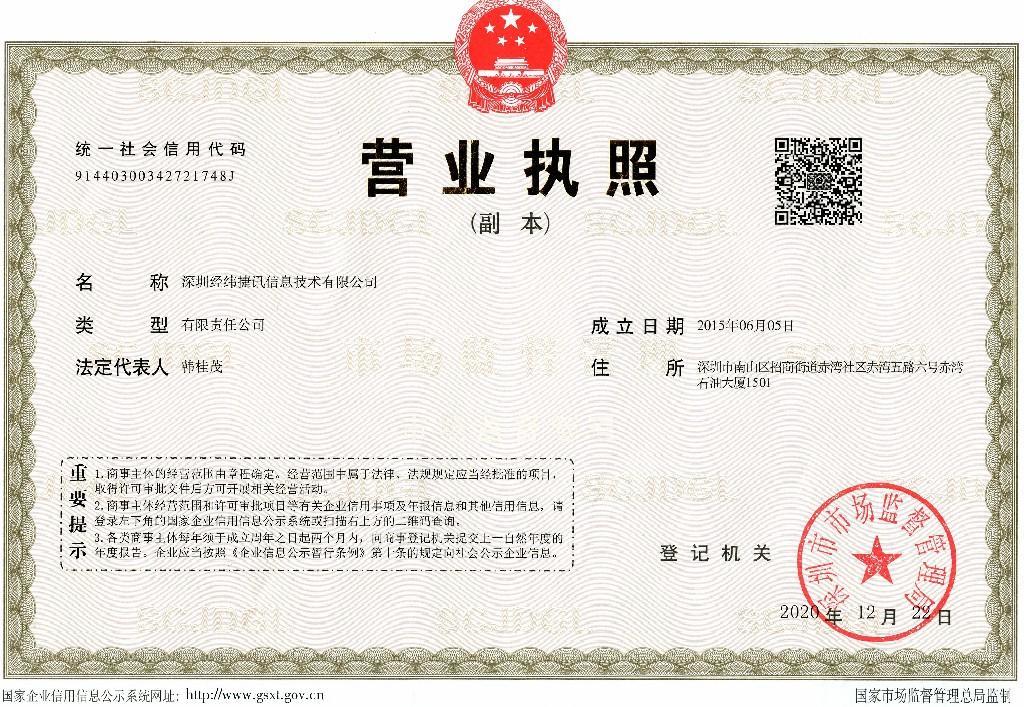 营业执照
(副 本)
统一社会信用代码
91440300342721748J
名 称 深圳经纬捷讯信息技术有限公司
类 型 有限责任公司
法定代表人 韩桂茂
成立日期 2015年06月05日
住 所 深圳市南山区招商街道赤湾社区赤湾五路六号赤湾
石油大厦1501
重要提示
1.商事主体的经营范围由章程确定。经营范围中属于法律、法规规定应当经批准的项目，
取得许可审批文件后方可开展相关经营活动。
2.商事主体经营范围和许可审批项目等有关企业信用事项及年报信息和其他信用信息，请
登录左下角的国家企业信用信息公示系统或扫描右上方的二维码查询。
3.各类商事主体每年须于成立周年之日起两个月内，向商事登记机关提交上一自然年度的
年度报告。企业应当按照《企业信息公示暂行条例》第十条的规定向社会公示企业信息。
登记机关
深圳市市场监督管理局
2020年12月22日
国家企业信用信息公示系统网址：http://www.gsxt.gov.cn
国家市场监督管理总局监制
SCJDGL